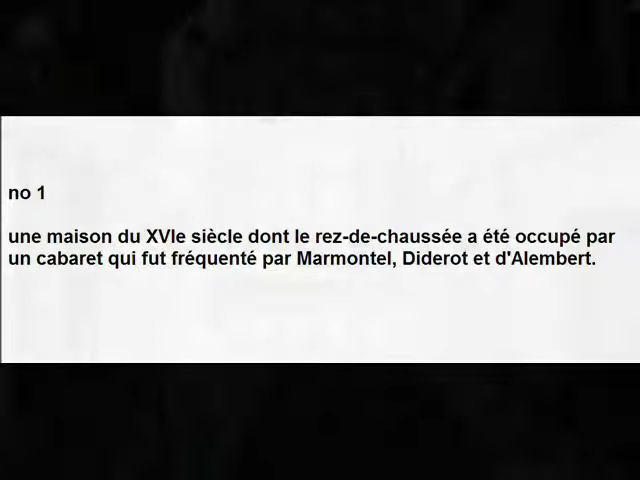 no 1
une maison du XVIe siècle dont le rez-de-chaussée a été occupé par
un cabaret qui fut fréquenté par Marmontel, Diderot et d'Alembert.